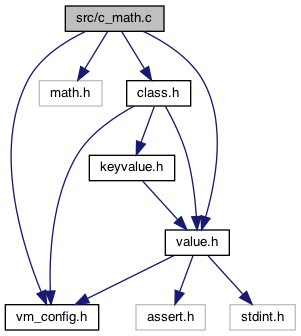 src/c_math.c
math.h
class.h
keyvalue.h
value.h
vm_config.h
assert.h
stdint.h